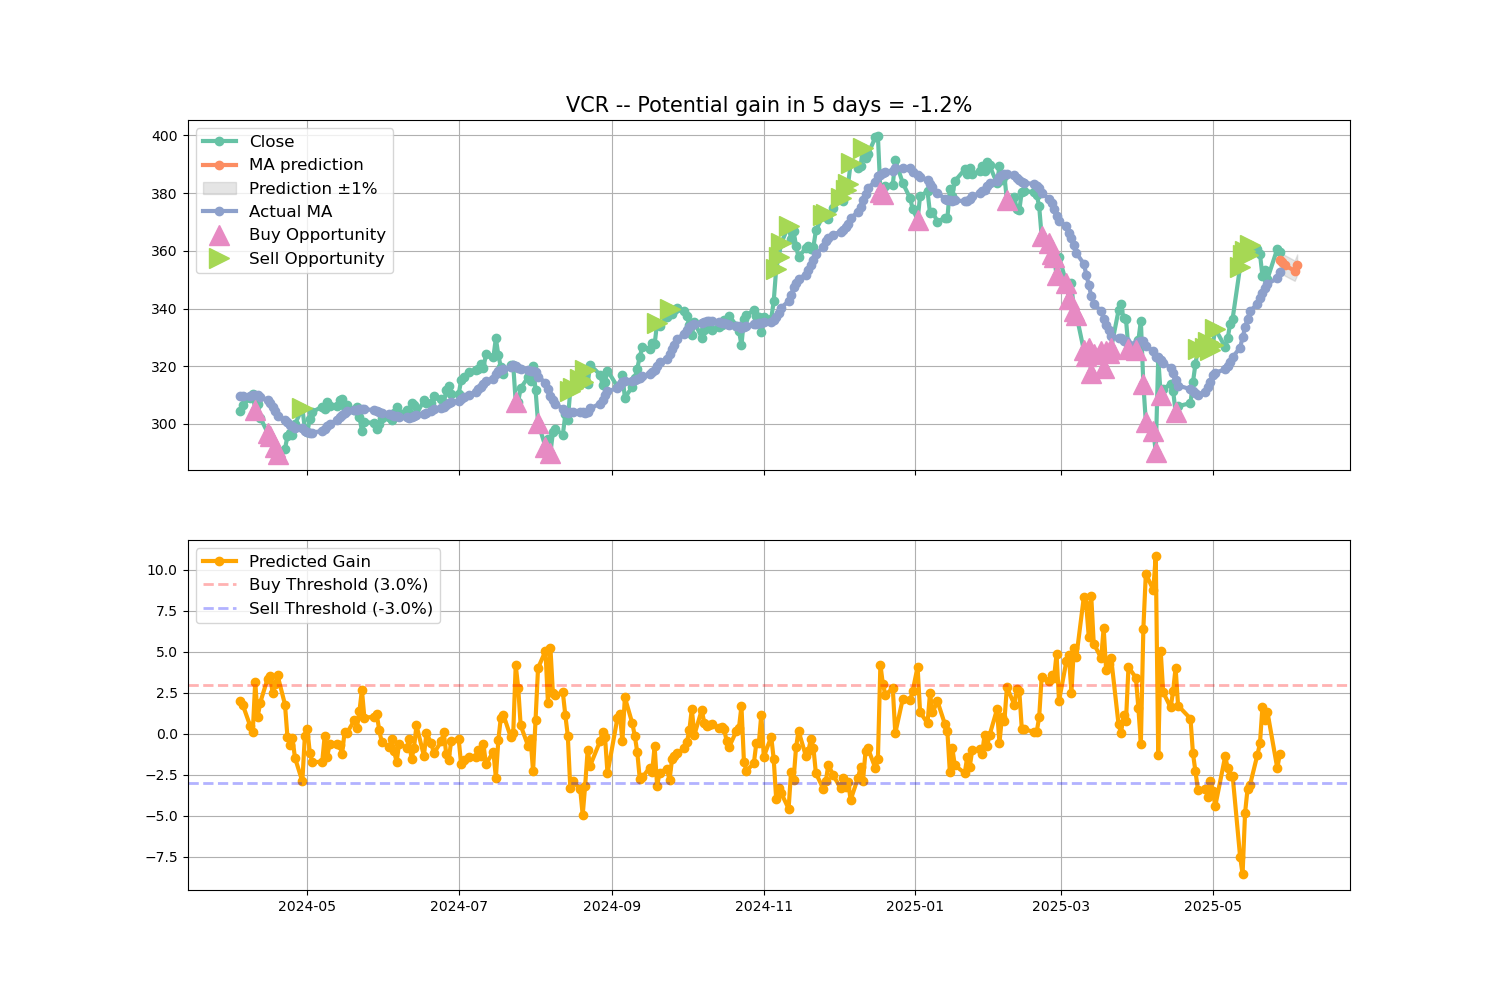 VCR -- Potential gain in 5 days = -1.2%
400
380
360
340
320
300
Close
MA prediction
Prediction ±1%
Actual MA
Buy Opportunity
Sell Opportunity
10.0
7.5
5.0
2.5
0.0
−2.5
−5.0
−7.5
Predicted Gain
Buy Threshold (3.0%)
Sell Threshold (-3.0%)
2024-05
2024-07
2024-09
2024-11
2025-01
2025-03
2025-05